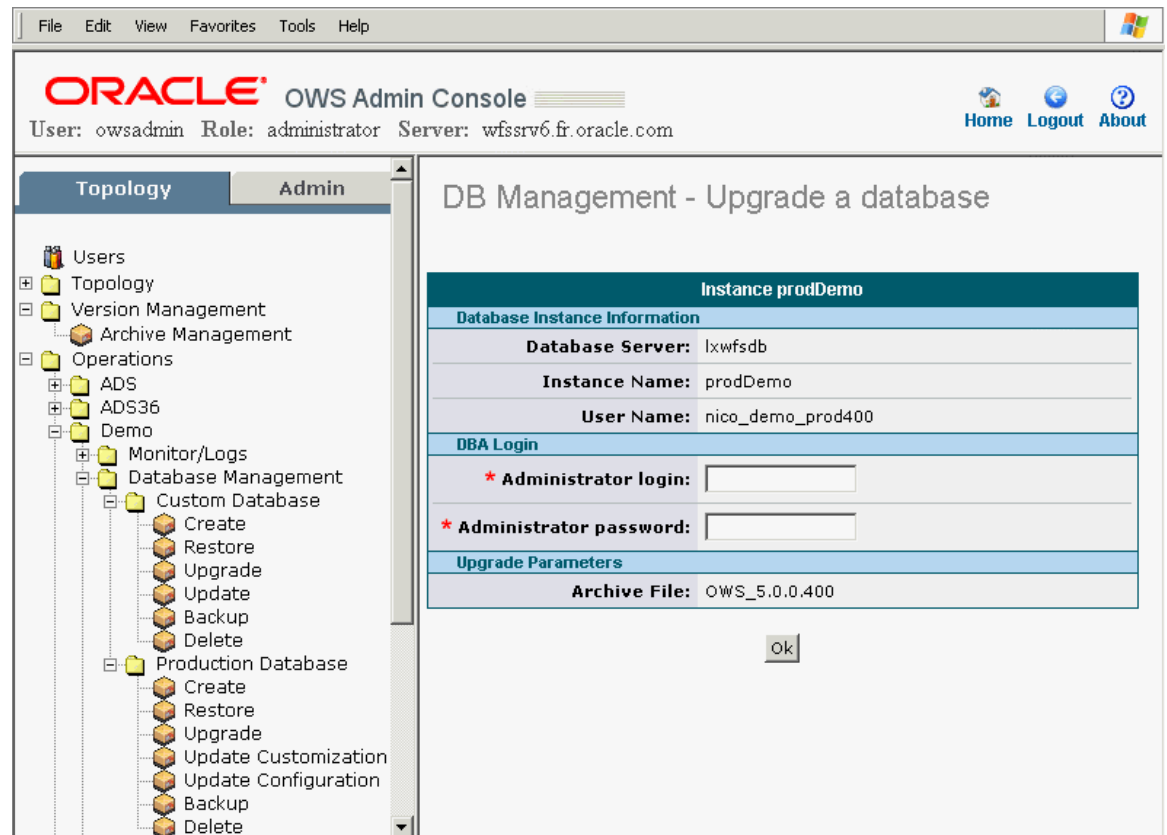 File Edit View Favorites Tools Help
ORACLE OWS Admin Console
User: owsadmin Role: administrator Server: wfssrv6.fr.oracle.com
Home Logout About
Topology Admin
Users
Topology
Version Management
Archive Management
Operations
ADS
ADS36
Demo
Monitor/Logs
Database Management
Custom Database
Create
Restore
Upgrade
Update
Backup
Delete
Production Database
Create
Restore
Upgrade
Update Customization
Update Configuration
Backup
Delete
DB Management - Upgrade a database
Instance prodDemo
Database Instance Information
Database Server: lxwfsdb
Instance Name: prodDemo
User Name: nico_demo_prod400
DBA Login
* Administrator login:
* Administrator password:
Upgrade Parameters
Archive File: OWS_5.0.0.400
Ok